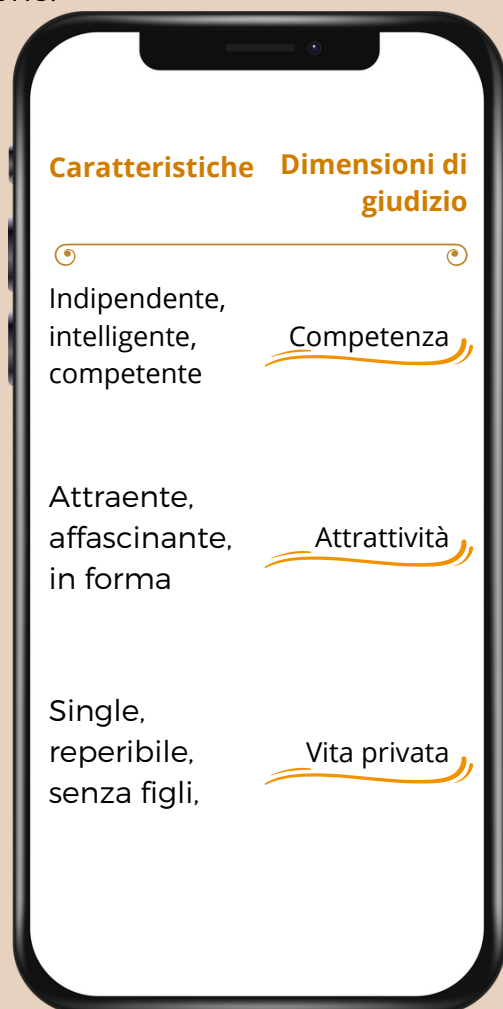 Caratteristiche
Dimensioni di
giudizio
Indipendente,
intelligente,
competente
Competenza
Attraente,
affascinante,
in forma
Attrattività
Single,
reperibile,
senza figli,
Vita privata